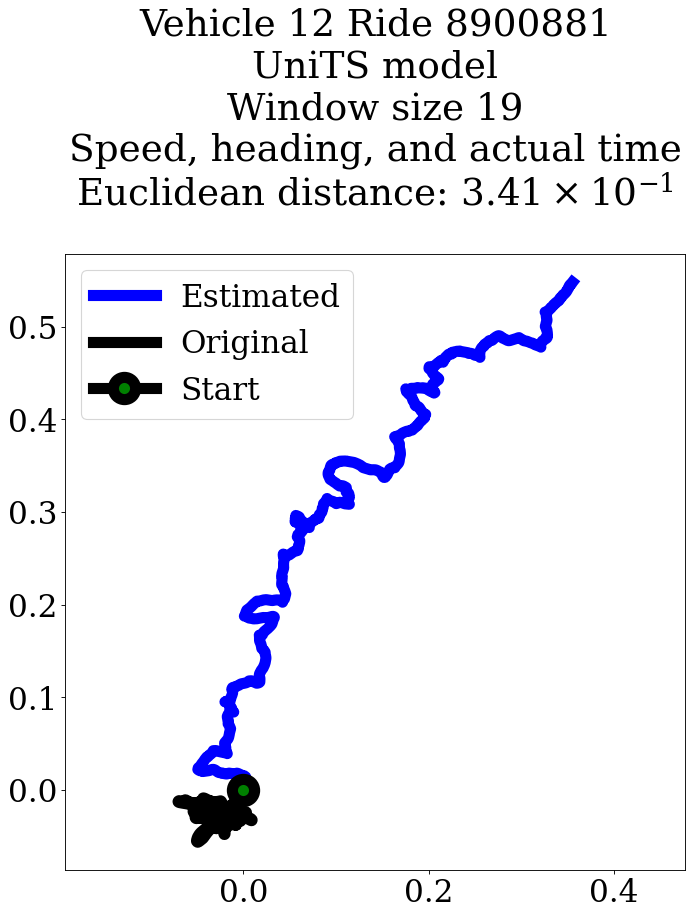 Vehicle 12 Ride 8900881
UniTS model
Window size 19
Speed, heading, and actual time
Euclidean distance: $3.41 \times 10^{-1}$
Estimated
Original
Start
0.5
0.4
0.3
0.2
0.1
0.0
0.0 0.2 0.4